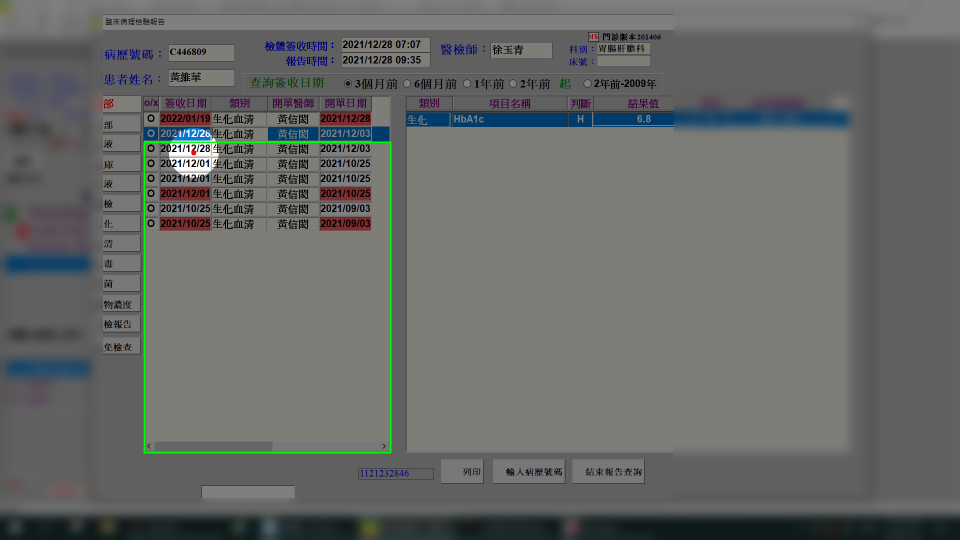 臨床病理檢驗報告
HS 門診版本201406
病歷號碼： C446809 檢體簽收時間： 2021/12/28 07:07 醫檢師： 徐玉青 科別： 胃腸肝膽科
報告時間： 2021/12/28 09:35 床號：
患者姓名： 黃維莘 查詢簽收日期 3個月前 6個月前 1年前 2年前 起 2年前-2009年
部 o/x 簽收日期 類別 開單醫師 開單日期 類別 項目名稱 判斷 結果值
O 2022/01/19 生化血清 黃信閎 2021/12/28 生化 HbA1c H 6.8
部 O 2021/12/28 生化血清 黃信閎 2021/12/03
液 O 2021/12/28 生化血清 黃信閎 2021/12/03
庫 O 2021/12/01 生化血清 黃信閎 2021/10/25
液 O 2021/12/01 生化血清 黃信閎 2021/10/25
O 2021/12/01 生化血清 黃信閎 2021/10/25
檢 O 2021/10/25 生化血清 黃信閎 2021/09/03
化 O 2021/10/25 生化血清 黃信閎 2021/09/03
清
毒
菌
物濃度
檢報告
免檢查
1121232846 列印 輸入病歷號碼 結束報告查詢